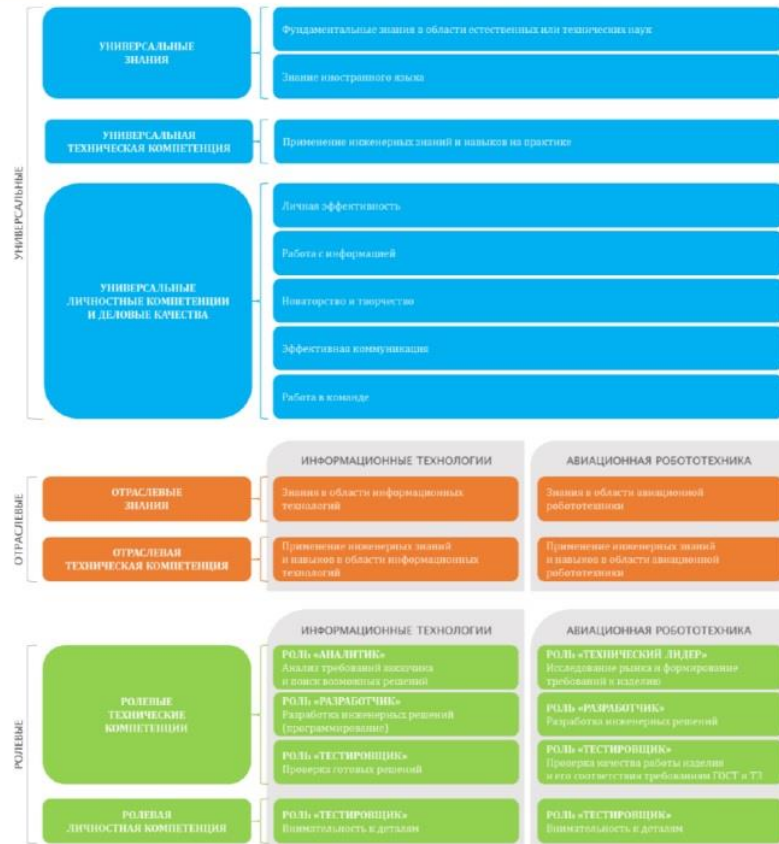 УНИВЕРСАЛЬНЫЕ
УНИВЕРСАЛЬНЫЕ
ЗНАНИЯ
Фундаментальные знания в области естественных или технических наук
Знание иностранного языка
УНИВЕРСАЛЬНАЯ
ТЕХНИЧЕСКАЯ КОМПЕТЕНЦИЯ
Применение инженерных знаний и навыков на практике
УНИВЕРСАЛЬНЫЕ
ЛИЧНОСТНЫЕ КОМПЕТЕНЦИИ
И ДЕЛОВЫЕ КАЧЕСТВА
Личная эффективность
Работа с информацией
Новаторство и творчество
Эффективная коммуникация
Работа в команде
ОТРАСЛЕВЫЕ
ИНФОРМАЦИОННЫЕ ТЕХНОЛОГИИ
АВИАЦИОННАЯ РОБОТОТЕХНИКА
ОТРАСЛЕВЫЕ
ЗНАНИЯ
Знания в области информационных
технологий
Знания в области авиационной
робототехники
ОТРАСЛЕВАЯ
ТЕХНИЧЕСКАЯ КОМПЕТЕНЦИЯ
Применение инженерных знаний
и навыков в области информационных
технологий
Применение инженерных знаний
и навыков в области авиационной
робототехники
РОЛЕВЫЕ
ИНФОРМАЦИОННЫЕ ТЕХНОЛОГИИ
АВИАЦИОННАЯ РОБОТОТЕХНИКА
РОЛЕВЫЕ
ТЕХНИЧЕСКИЕ
КОМПЕТЕНЦИИ
РОЛЬ «АНАЛИТИК»
Анализ требований заказчика
и поиск возможных решений
РОЛЬ «ТЕХНИЧЕСКИЙ ЛИДЕР»
Исследование рынка и формирование
требований к изделию
РОЛЬ «РАЗРАБОТЧИК»
Разработка инженерных решений
(программирование)
РОЛЬ «РАЗРАБОТЧИК»
Разработка инженерных решений
РОЛЬ «ТЕСТИРОВЩИК»
Проверка готовых решений
РОЛЬ «ТЕСТИРОВЩИК»
Проверка качества работы изделия
и его соответствия требованиям ГОСТ и ТЗ
РОЛЕВАЯ
ЛИЧНОСТНАЯ КОМПЕТЕНЦИЯ
РОЛЬ «ТЕСТИРОВЩИК»
Внимательность к деталям
РОЛЬ «ТЕСТИРОВЩИК»
Внимательность к деталям